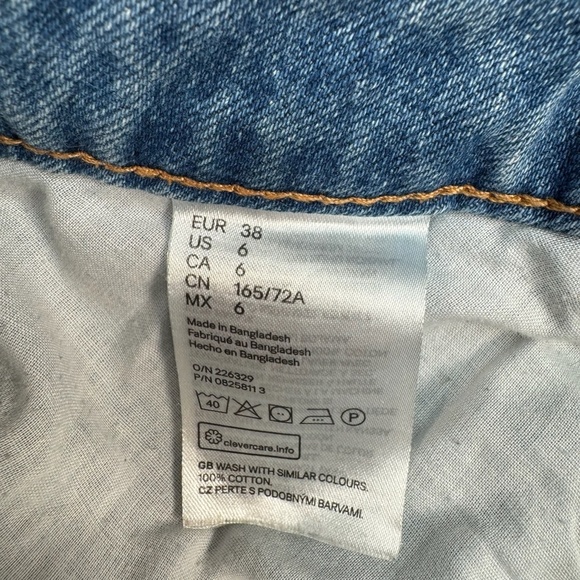 EUR 38
US 6
CA 6
CN 165/72A
MX 6
Made in Bangladesh
Fabriqué au Bangladesh
Hecho en Bangladesh
O/N 226329
P/N 0825811 3
40 P
clevercare.info
GB WASH WITH SIMILAR COLOURS.
100% COTTON.
CZ PERTE S PODOBNÝMI BARVAMI.